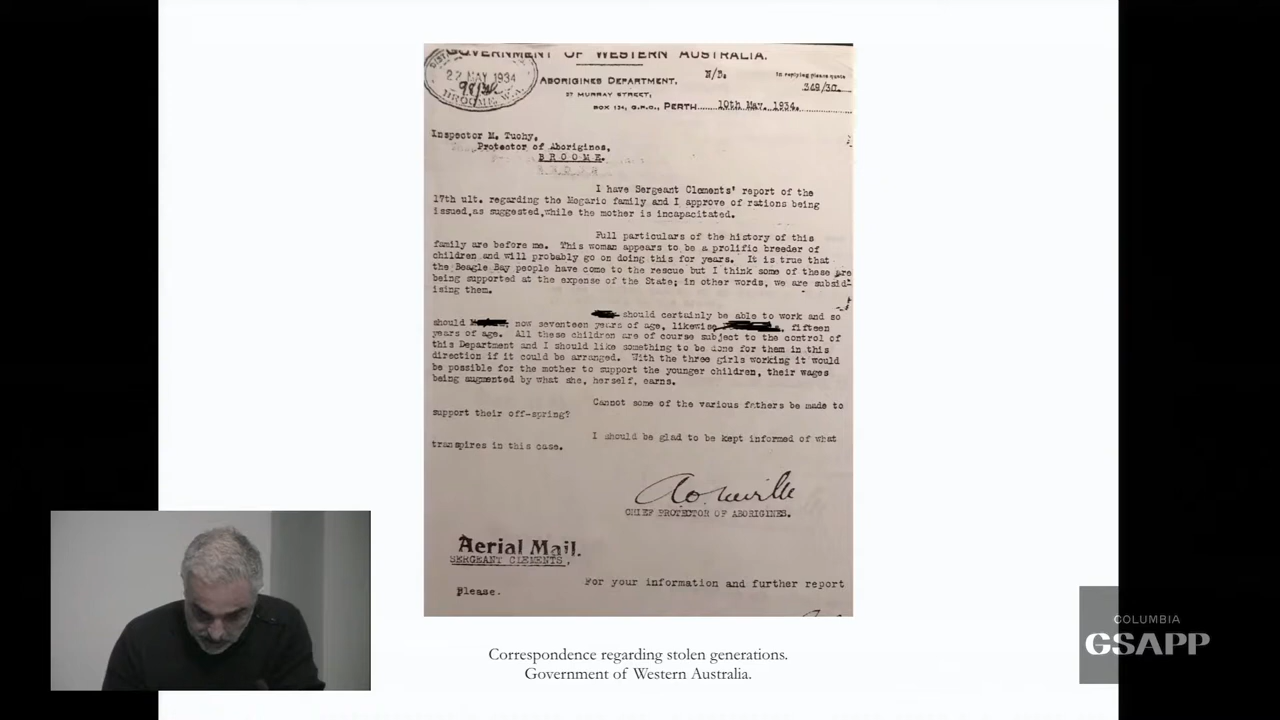 GOVERNMENT OF WESTERN AUSTRALIA.
22 MAY 1934
BROOME. W.A.
ABORIGINES DEPARTMENT,
N/D.
In replying please quote
349/30.
57 MURRAY STREET,
BOX 134, G.P.O., PERTH 10th May, 1934.
Inspector M. Tuohy,
Protector of Aborigines,
BROOME.
I have Sergeant Clements' report of the
17th ult. regarding the Mogario family and I approve of rations being
issued,as suggested,while the mother is incapacitated.
Full particulars of the history of this
family are before me. This woman appears to be a prolific breeder of
children and will probably go on doing this for years. It is true that
the Beagle Bay people have come to the rescue but I think some of these are
being supported at the expense of the State; in other words, we are subsid-
ising them.
should certainly be able to work and so
should now seventeen years of age, likewise fifteen
years of age. All these children are of course subject to the control of
this Department and I should like something to be done for them in this
direction if it could be arranged. With the three girls working it would
be possible for the mother to support the younger children, their wages
being augmented by what she, herself, earns.
Cannot some of the various fathers be made to
support their off-spring?
I should be glad to be kept informed of what
transpires in this case.
CHIEF PROTECTOR OF ABORIGINES.
Aerial Mail.
SERGEANT CLEMENTS,
For your information and further report
Please.
Correspondence regarding stolen generations.
Government of Western Australia.
COLUMBIA
GSAPP